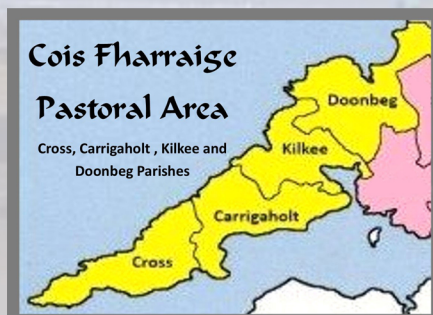 Cois Fharraige
Pastoral Area
Cross, Carrigaholt , Kilkee and
Doonbeg Parishes
Doonbeg
Kilkee
Carrigaholt
Cross